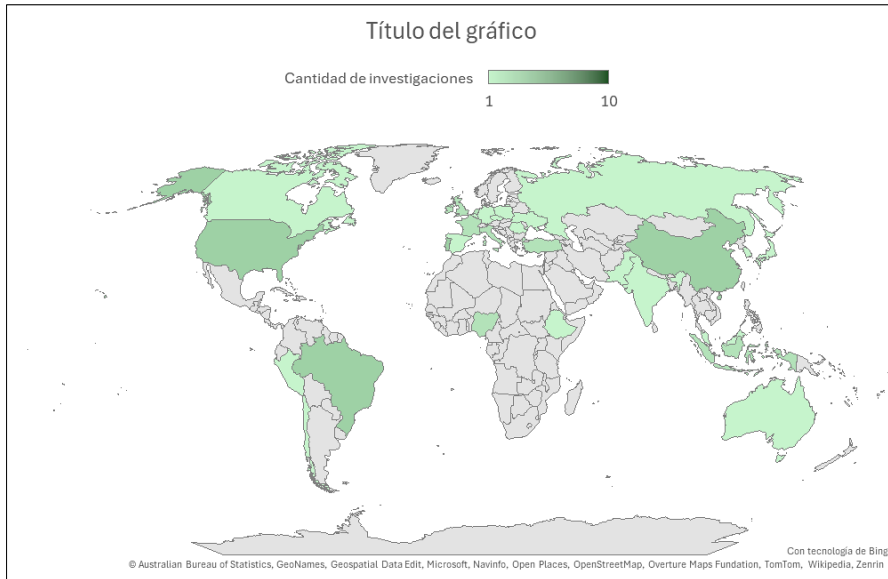 Título del gráfico
Cantidad de investigaciones
1 10
Con tecnología de Bing
© Australian Bureau of Statistics, GeoNames, Geospatial Data Edit, Microsoft, Navinfo, Open Places, OpenStreetMap, Overture Maps Fundation, TomTom, Wikipedia, Zenrin